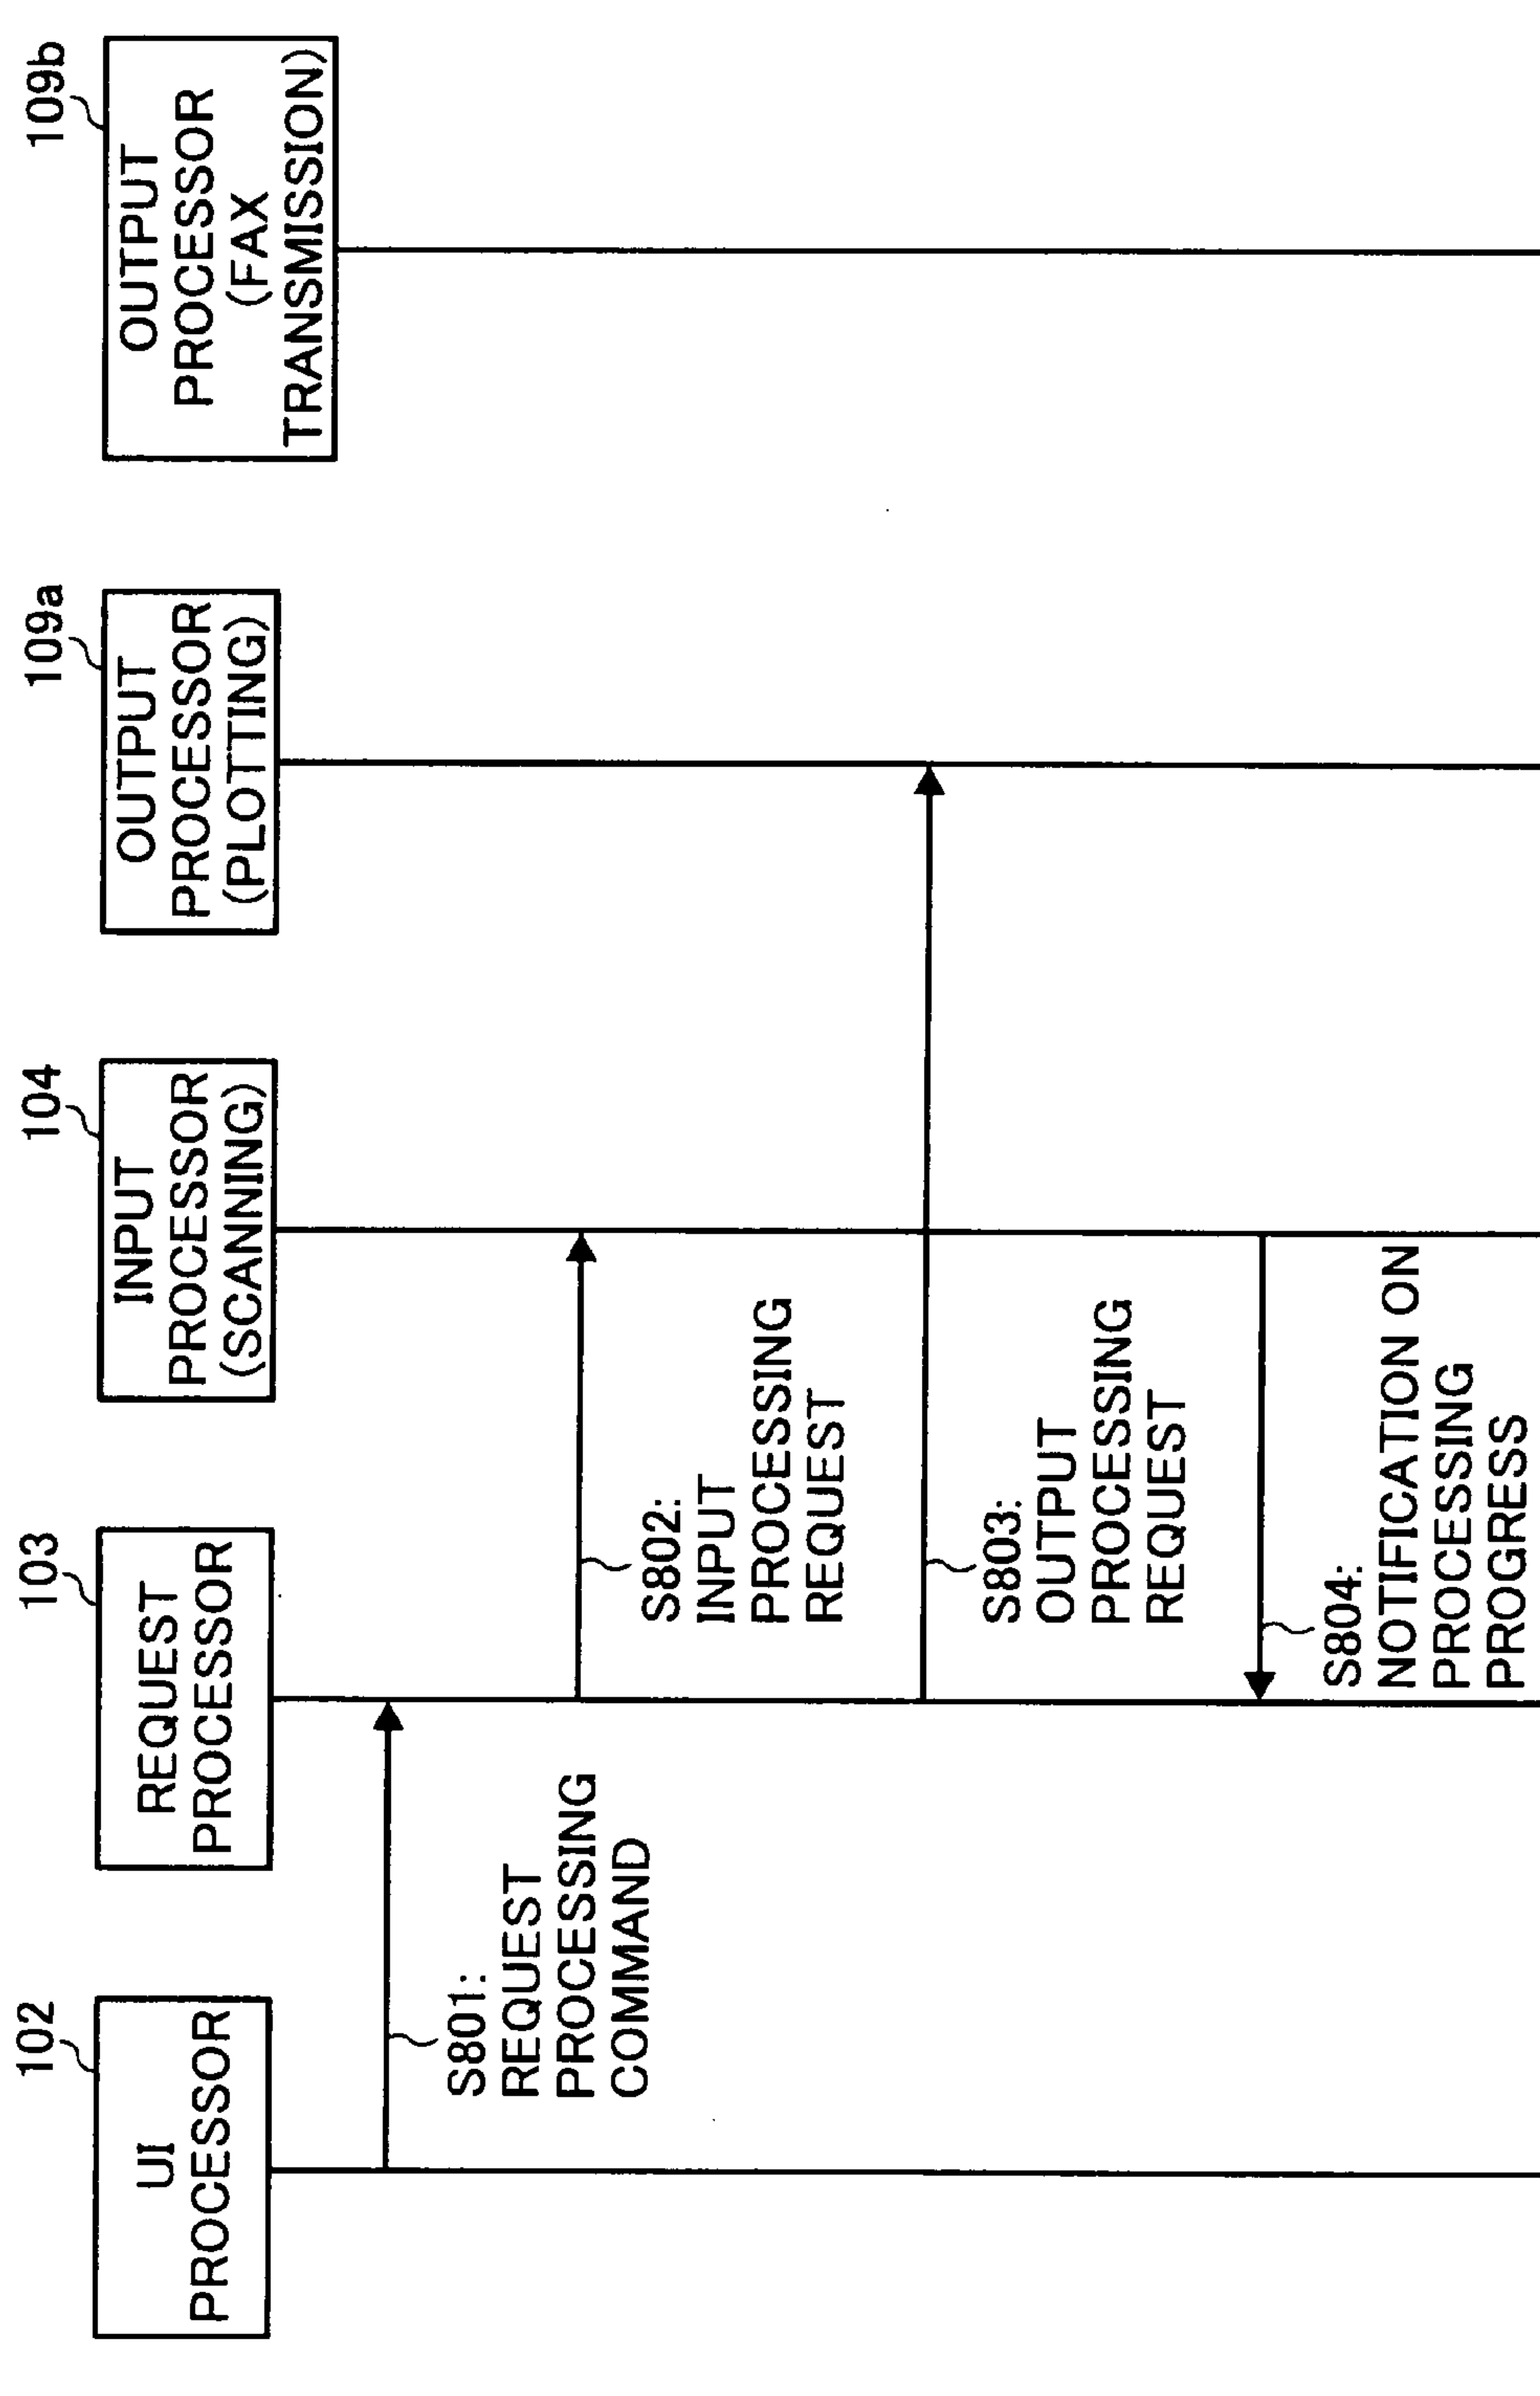 102
UI
PROCESSOR
103
REQUEST
PROCESSOR
104
INPUT
PROCESSOR
(SCANNING)
109a
OUTPUT
PROCESSOR
(PLOTTING)
109b
OUTPUT
PROCESSOR
(FAX
TRANSMISSION)
S801:
REQUEST
PROCESSING
COMMAND
S802:
INPUT
PROCESSING
REQUEST
S803:
OUTPUT
PROCESSING
REQUEST
S804:
NOTIFICATION ON
PROCESSING
PROGRESS